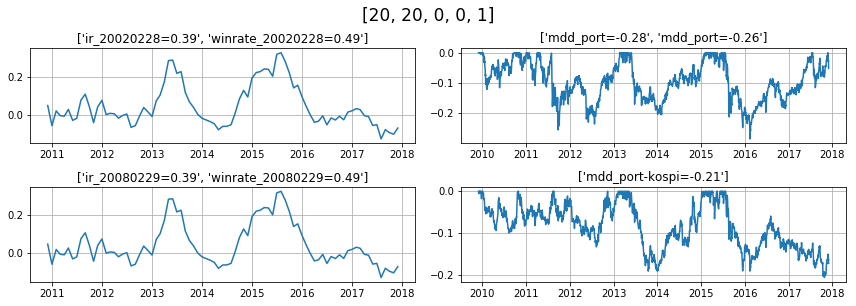 [20, 20, 0, 0, 1]
['ir_20020228=0.39', 'winrate_20020228=0.49']
0.2
0.0
2011 2012 2013 2014 2015 2016 2017 2018
['mdd_port=-0.28', 'mdd_port=-0.26']
0.0
−0.1
−0.2
2010 2011 2012 2013 2014 2015 2016 2017 2018
['ir_20080229=0.39', 'winrate_20080229=0.49']
0.2
0.0
2011 2012 2013 2014 2015 2016 2017 2018
['mdd_port-kospi=-0.21']
0.0
−0.1
−0.2
2010 2011 2012 2013 2014 2015 2016 2017 2018